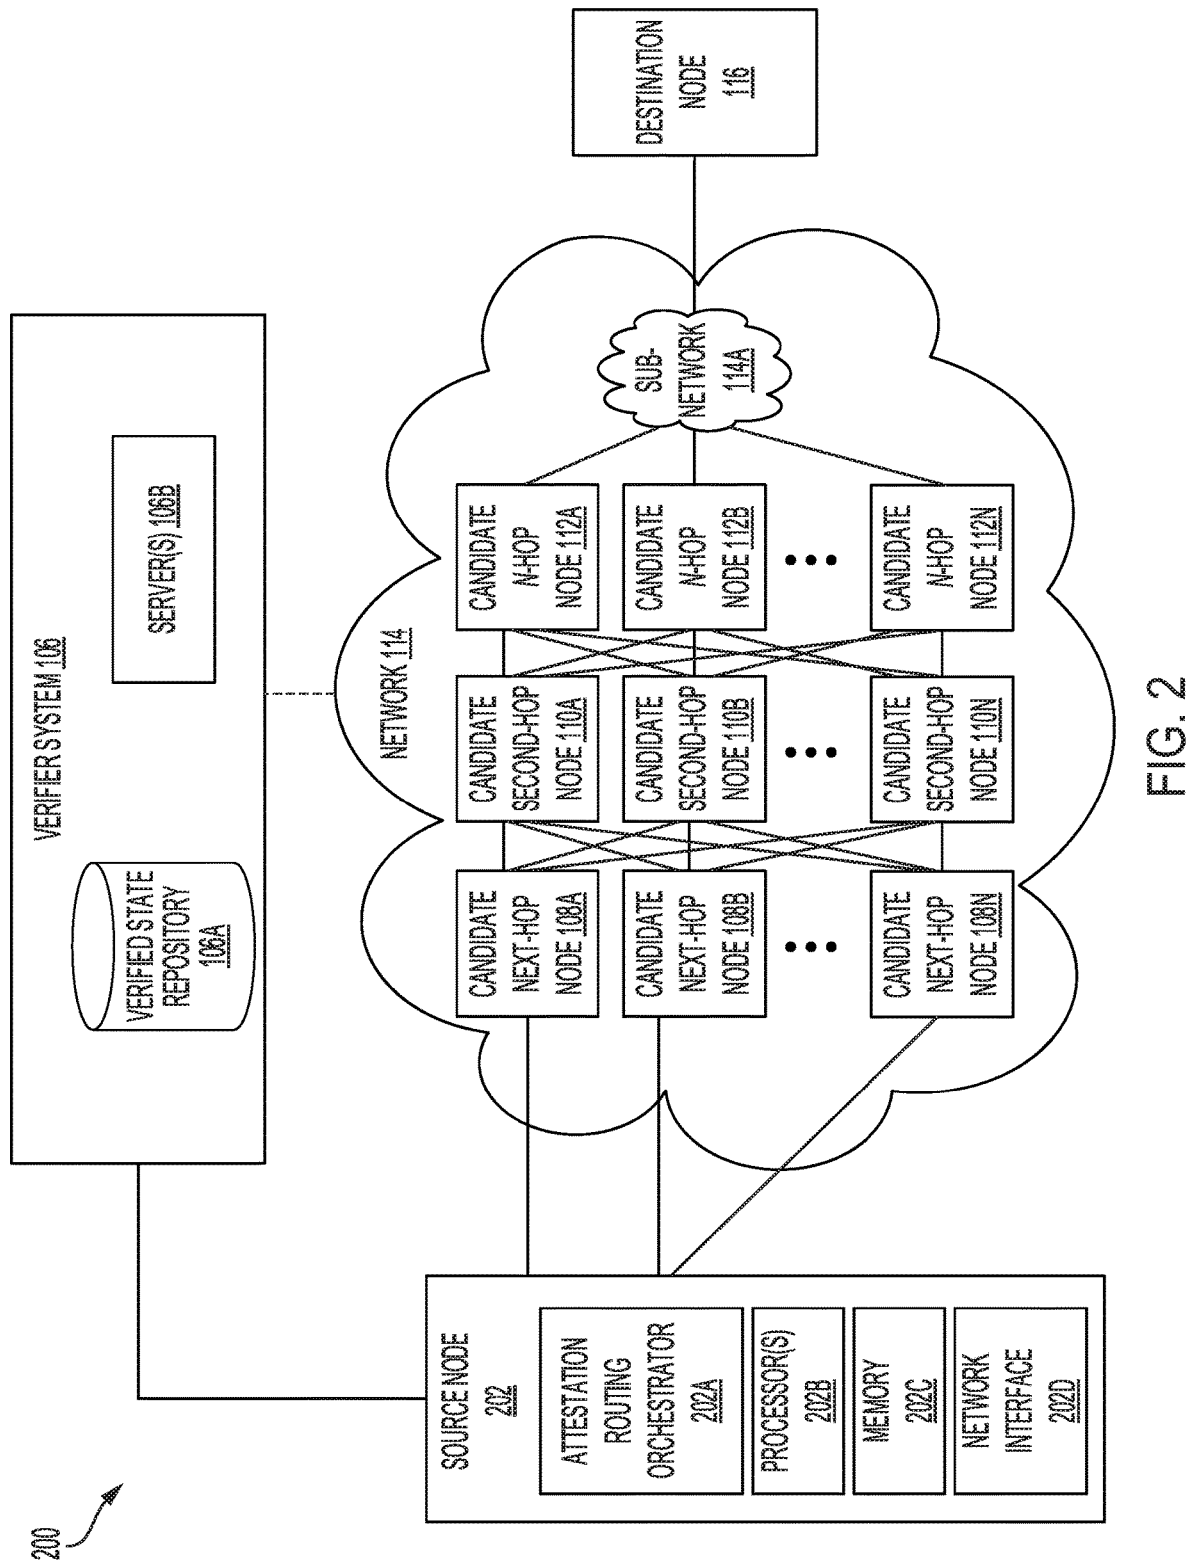 200
VERIFIER SYSTEM 106
VERIFIED STATE
REPOSITORY
106A
SERVER(S) 106B
SOURCE NODE
202
ATTESTATION
ROUTING
ORCHESTRATOR
202A
PROCESSOR(S)
202B
MEMORY
202C
NETWORK
INTERFACE
202D
NETWORK 114
CANDIDATE
NEXT-HOP
NODE 108A
CANDIDATE
SECOND-HOP
NODE 110A
CANDIDATE
N-HOP
NODE 112A
CANDIDATE
NEXT-HOP
NODE 108B
CANDIDATE
SECOND-HOP
NODE 110B
CANDIDATE
N-HOP
NODE 112B
CANDIDATE
NEXT-HOP
NODE 108N
CANDIDATE
SECOND-HOP
NODE 110N
CANDIDATE
N-HOP
NODE 112N
SUB-
NETWORK
114A
DESTINATION
NODE
116
FIG. 2